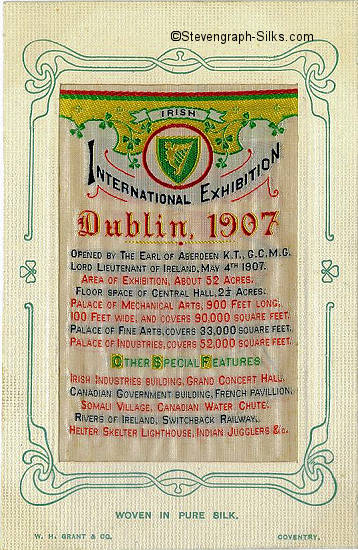 ©Stevengraph-Silks.com
IRISH
INTERNATIONAL EXHIBITION
Dublin, 1907
OPENED BY THE EARL OF ABERDEEN K.T., G.C.M.G.
LORD LIEUTENANT OF IRELAND, MAY 4TH 1907.
AREA OF EXHIBITION, ABOUT 52 ACRES.
FLOOR SPACE OF CENTRAL HALL, 2½ ACRES.
PALACE OF MECHANICAL ARTS, 900 FEET LONG,
100 FEET WIDE, AND COVERS 90,000 SQUARE FEET.
PALACE OF FINE ARTS, COVERS 33,000 SQUARE FEET.
PALACE OF INDUSTRIES, COVERS 52,000 SQUARE FEET.
OTHER SPECIAL FEATURES
IRISH INDUSTRIES BUILDING, GRAND CONCERT HALL,
CANADIAN GOVERNMENT BUILDING, FRENCH PAVILION,
SOMALI VILLAGE, CANADIAN WATER CHUTE,
RIVERS OF IRELAND, SWITCHBACK RAILWAY,
HELTER SKELTER LIGHTHOUSE, INDIAN JUGGLERS &c.
WOVEN IN PURE SILK.
W. H. GRANT & CO. COVENTRY.